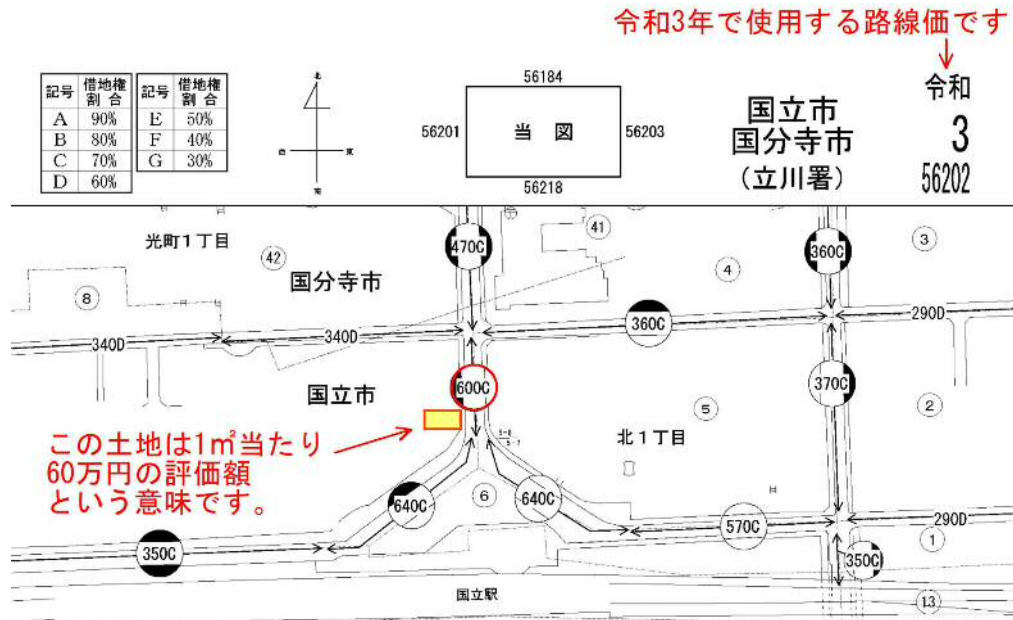 令和3年で使用する路線価です
記号 借地権割合 記号 借地権割合
A 90% E 50%
B 80% F 40%
C 70% G 30%
D 60%
北
西 東
南
56184
56201 当図 56203
56218
国立市
国分寺市
(立川署)
令和
3
56202
光町1丁目
42
国分寺市
8
470C
41
4
360C
3
340D
340D
360C
290D
国立市
600C
370C
5
2
北1丁目
この土地は1㎡当たり
60万円の評価額
という意味です。
640C
6
640C
570C
290D
1
350C
350C
国立駅
13